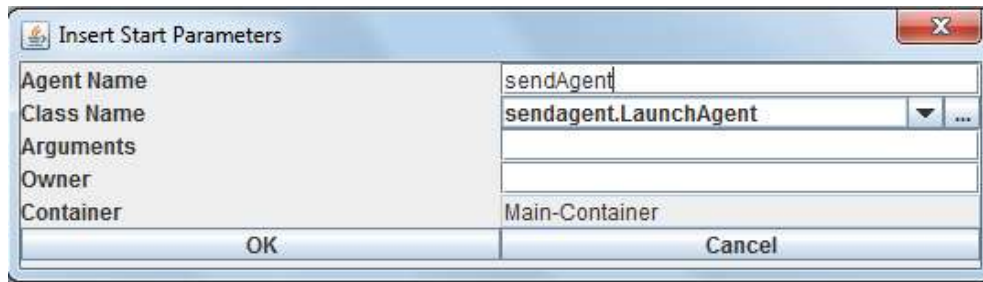 Insert Start Parameters
Agent Name sendAgent
Class Name sendagent.LaunchAgent ...
Arguments
Owner
Container Main-Container
OK Cancel